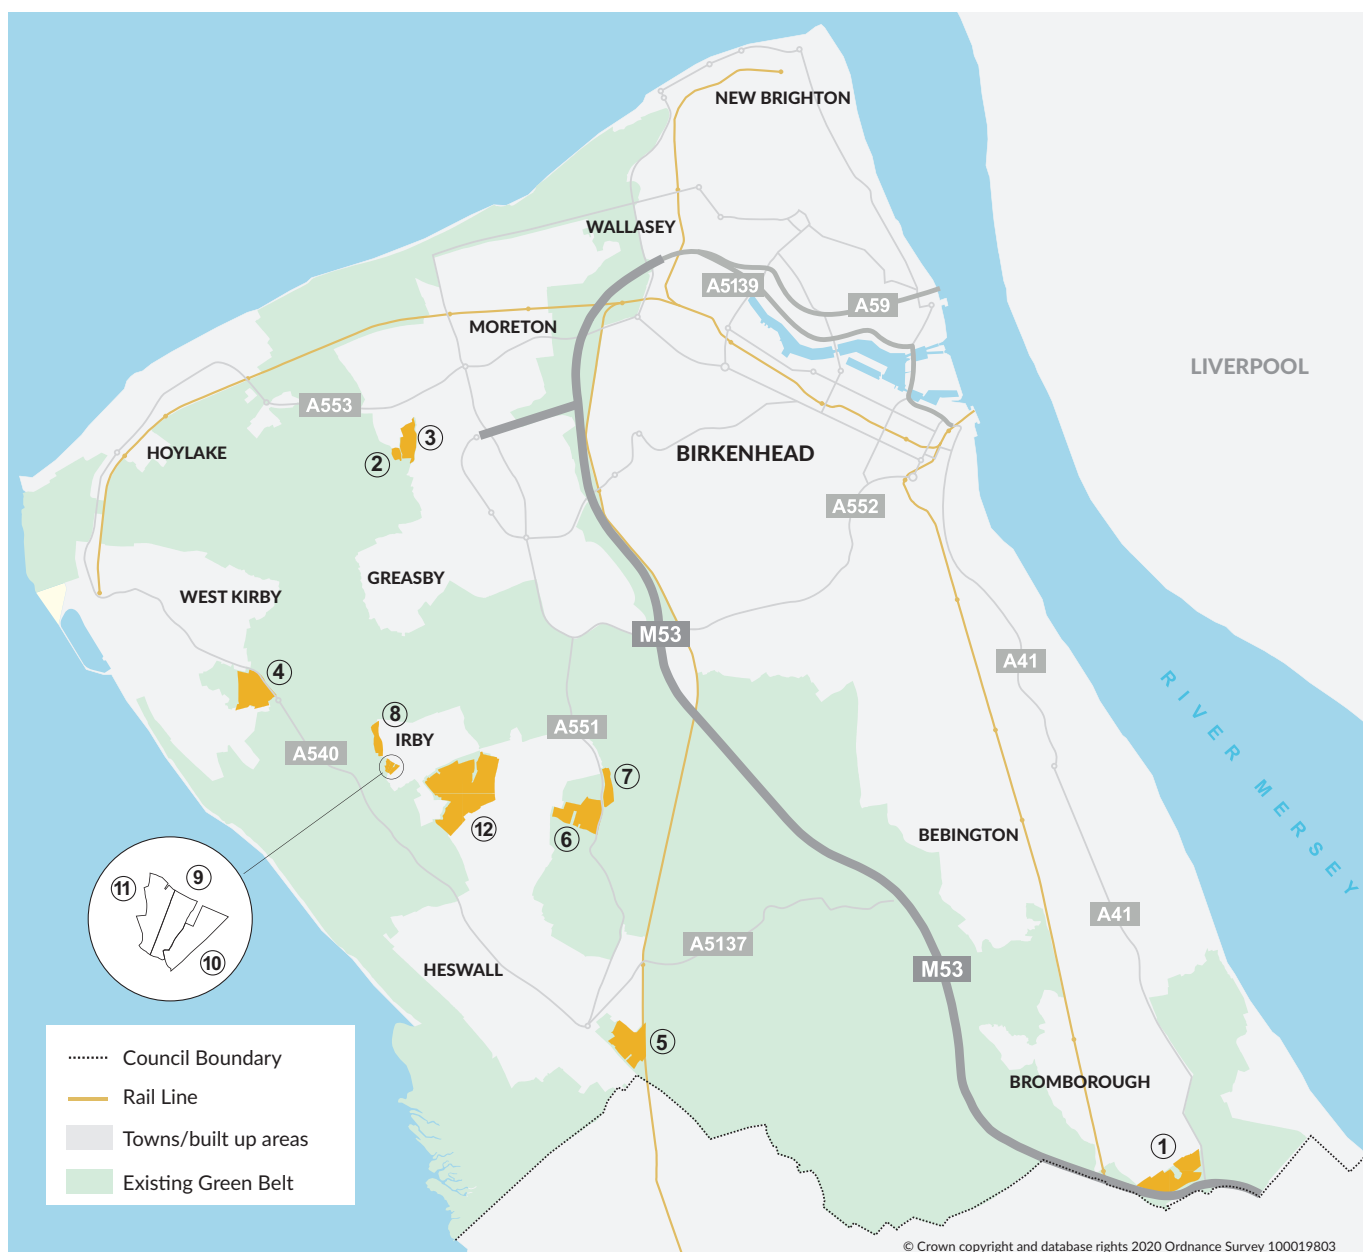 NEW BRIGHTON
WALLASEY
A5139
A59
MORETON
LIVERPOOL
A553
3
HOYLAKE
2
BIRKENHEAD
A552
GREASBY
WEST KIRBY
M53
A41
4
RIVER MERSEY
8
A551
IRBY
A540
7
12
6
BEBINGTON
9
11
A41
A5137
10
HESWALL
M53
5
Council Boundary
BROMBOROUGH
Rail Line
Towns/built up areas
1
Existing Green Belt
© Crown copyright and database rights 2020 Ordnance Survey 100019803